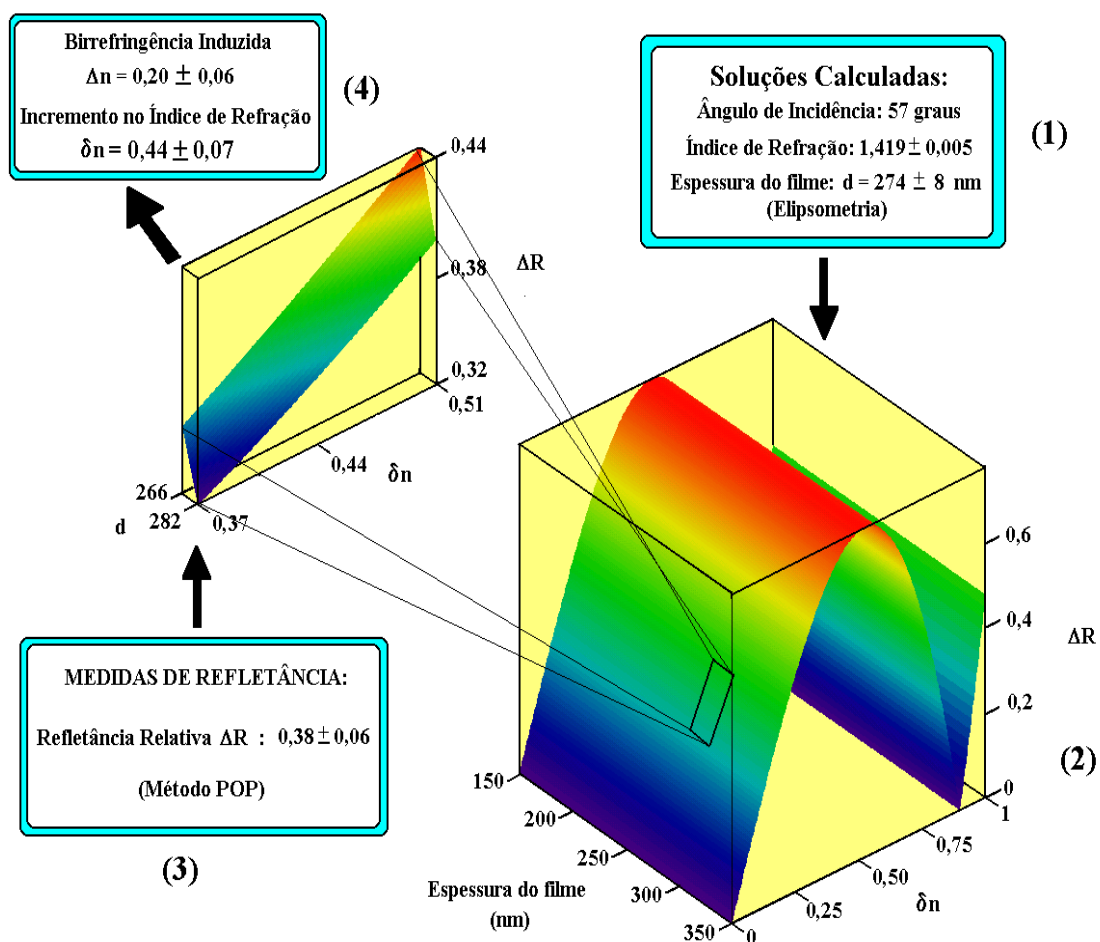 Birrefringência Induzida
Δn = 0,20 ± 0,06
Incremento no Índice de Refração
δn = 0,44 ± 0,07
(4)
Soluções Calculadas:
Ângulo de Incidência: 57 graus
Índice de Refração: 1,419 ± 0,005
Espessura do filme: d = 274 ± 8 nm
(Elipsometria)
(1)
0,44
0,38
ΔR
0,32
0,51
0,44
δn
266
282
d
0,37
MEDIDAS DE REFLETÂNCIA:
Refletância Relativa ΔR : 0,38 ± 0,06
(Método POP)
(3)
0,6
0,4
ΔR
0,2
0
(2)
1
0,75
0,50
δn
0,25
0
150
200
250
300
350
Espessura do filme
(nm)